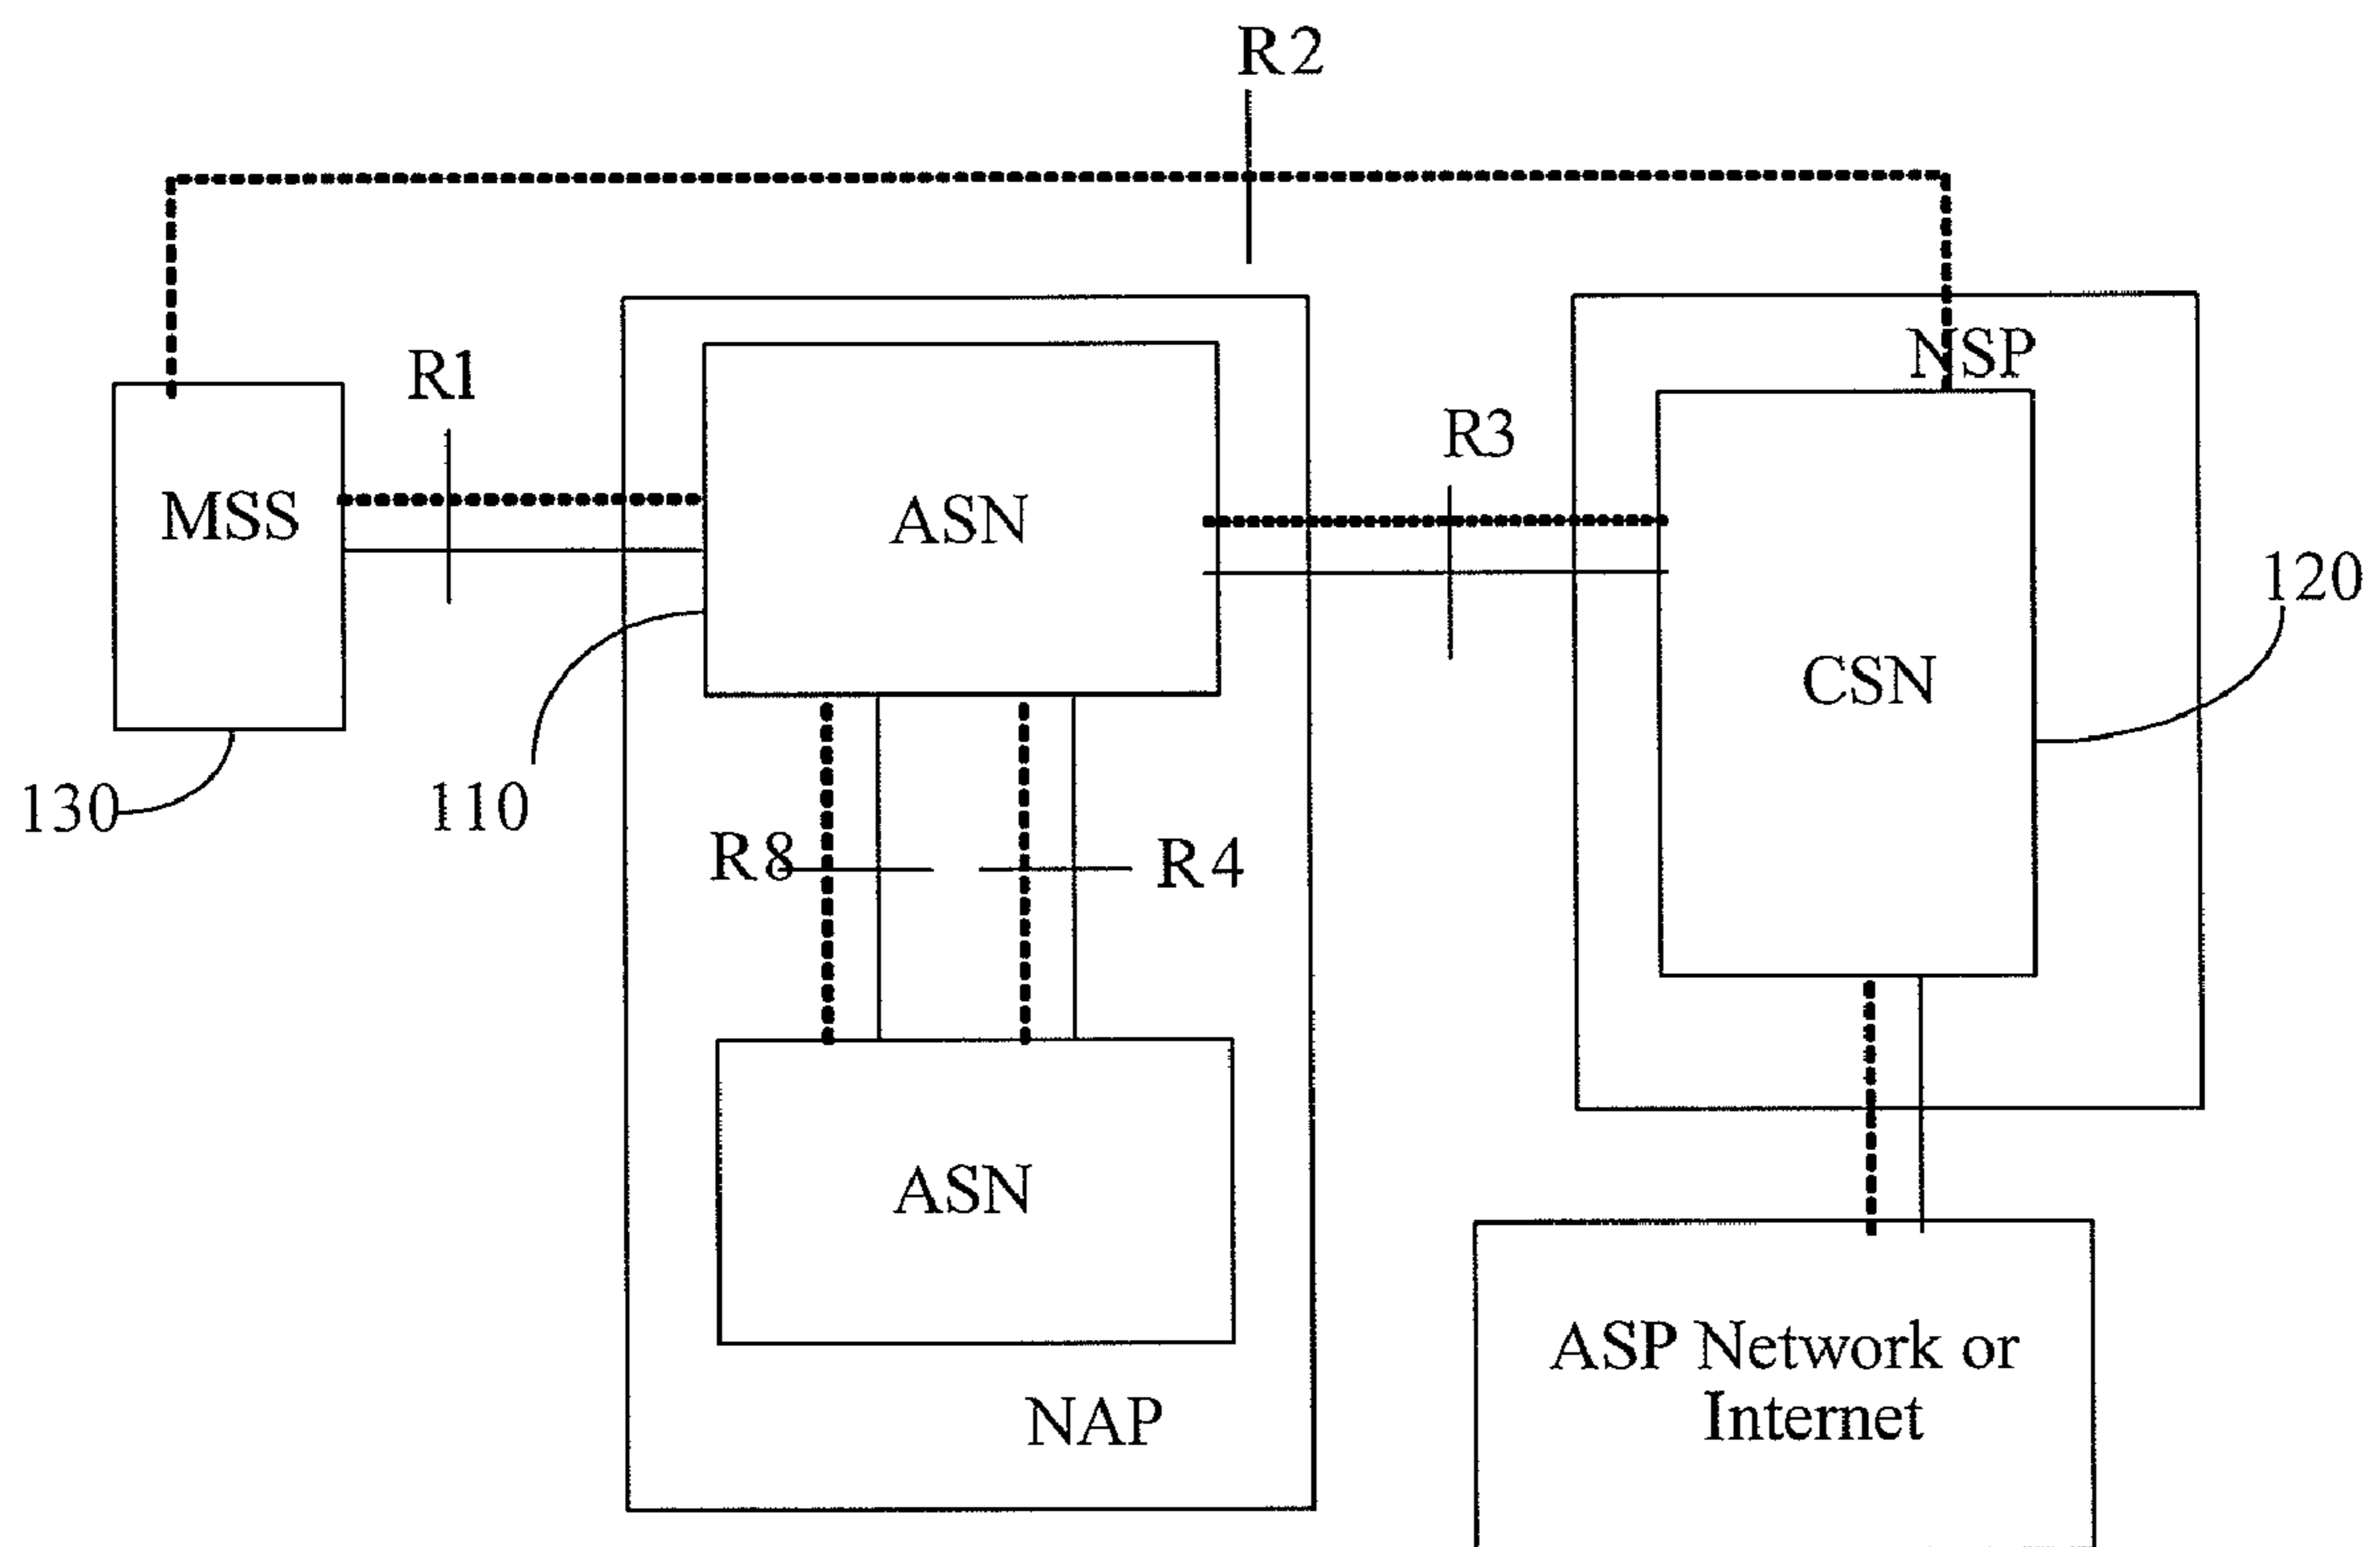 R2
NSP
R1
R3
MSS
ASN
120
CSN
130
110
R8
R4
ASN
ASP Network or
Internet
NAP